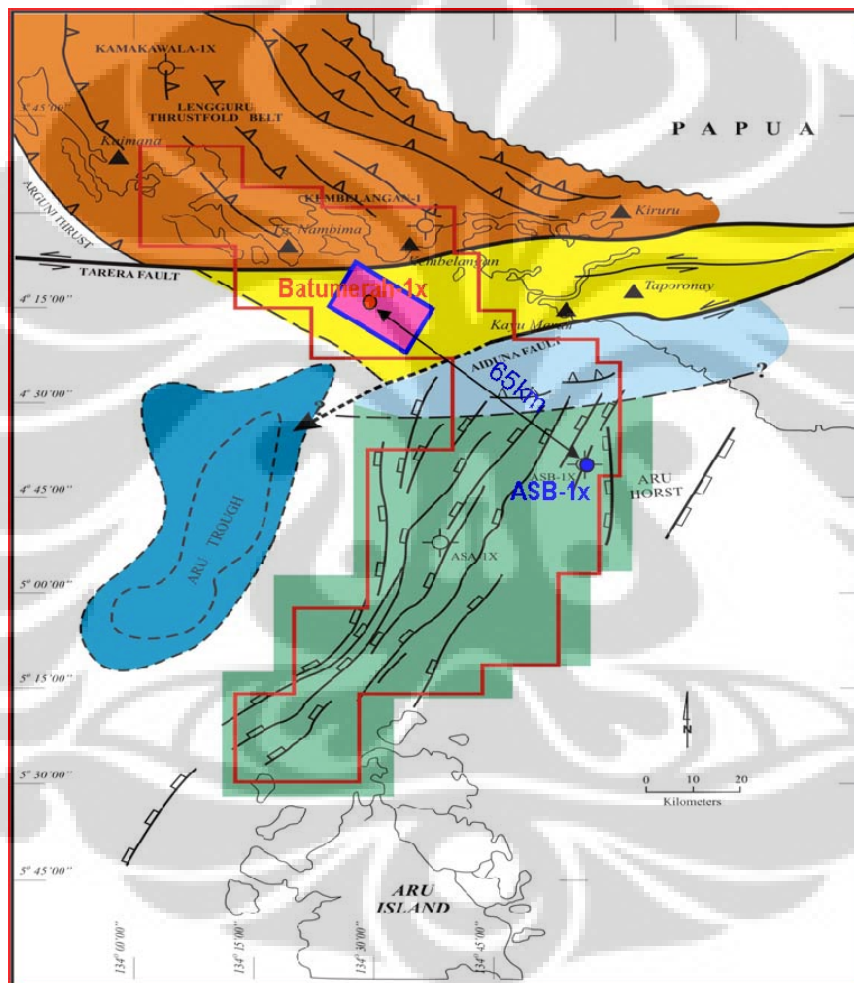 KAMAKAWALA-1X
3° 45' 00"
LENGGURU
THRUSTFOLD BELT
PAPUA
Kaimana
ARGUNI THRUST
KEMBELANGAN-1
Kiruru
Tg. Nambima
Kembelangan
TARERA FAULT
Batumerah-1x
Taporonay
4° 15' 00"
Kayu Merah
AIDUNA FAULT
?
65km
4° 30' 00"
?
ASB-1X
ASB-1x
ARU
HORST
4° 45' 00"
ARU TROUGH
ASA-1X
5° 00' 00"
5° 15' 00"
N
5° 30' 00"
0 10 20
Kilometers
5° 45' 00"
ARU
ISLAND
134° 00' 00"
134° 15' 00"
134° 30' 00"
134° 45' 00"